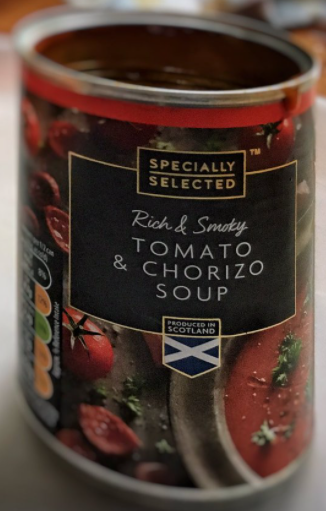 SPECIALLY
SELECTED
™
Rich & Smoky
TOMATO
& CHORIZO
SOUP
PRODUCED IN
SCOTLAND